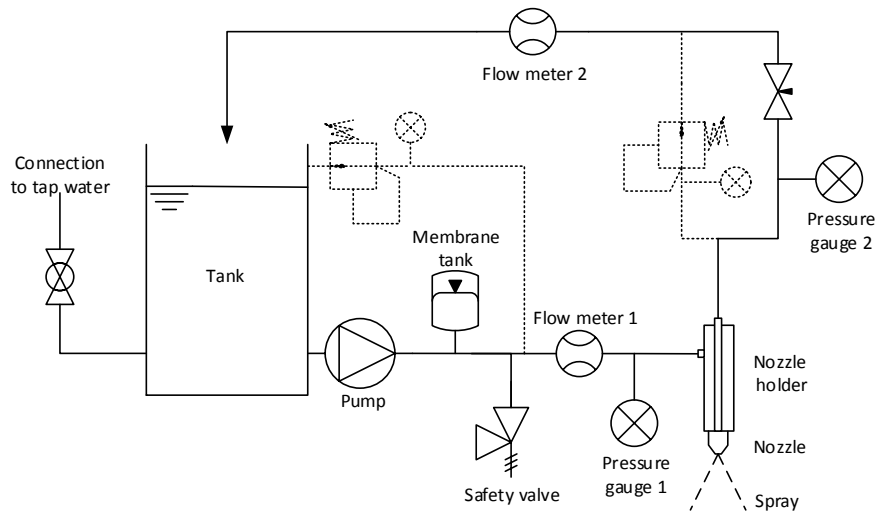 Flow meter 2
Connection
to tap water
Pressure
gauge 2
Membrane
tank
Tank
Flow meter 1
Nozzle
holder
Pump
Nozzle
Pressure
gauge 1
Safety valve
Spray